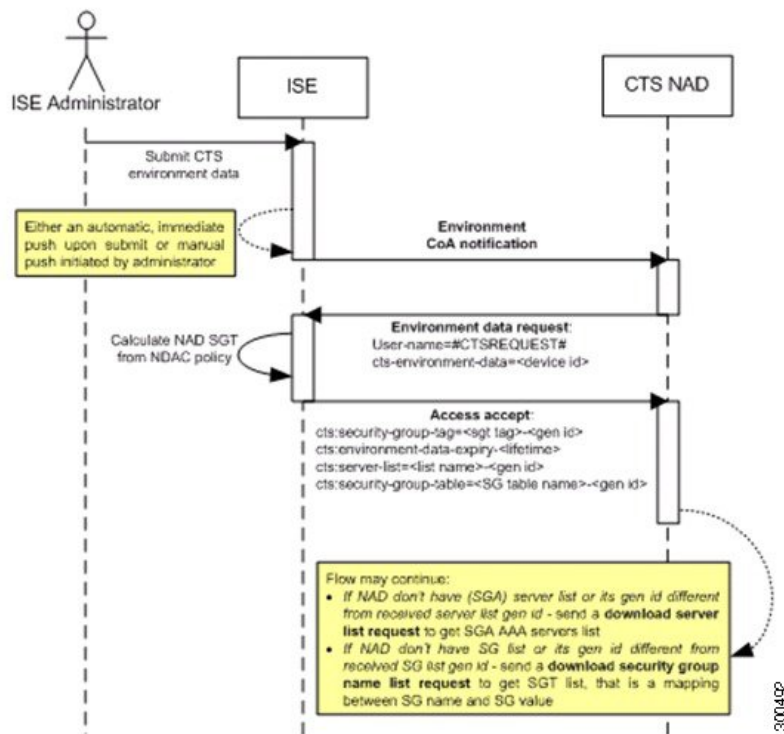 ISE Administrator
ISE
CTS NAD
Submit CTS
environment data
Either an automatic, immediate
push upon submit or manual
push initiated by administrator
Environment
CoA notification
Calculate NAD SGT
from NDAC policy
Environment data request:
User-name=#CTSREQUEST#
cts-environment-data=<device id>
Access accept:
cts:security-group-tag=<sgt tag>-<gen id>
cts:environment-data-expiry-<lifetime>
cts:server-list=<list name>-<gen id>
cts:security-group-table=<SG table name>-<gen id>
Flow may continue:
• If NAD don't have (SGA) server list or its gen id different
from received server list gen id - send a download server
list request to get SGA AAA servers list
• If NAD don't have SG list or its gen id different from
received SG list gen id - send a download security group
name list request to get SGT list, that is a mapping
between SG name and SG value
300492